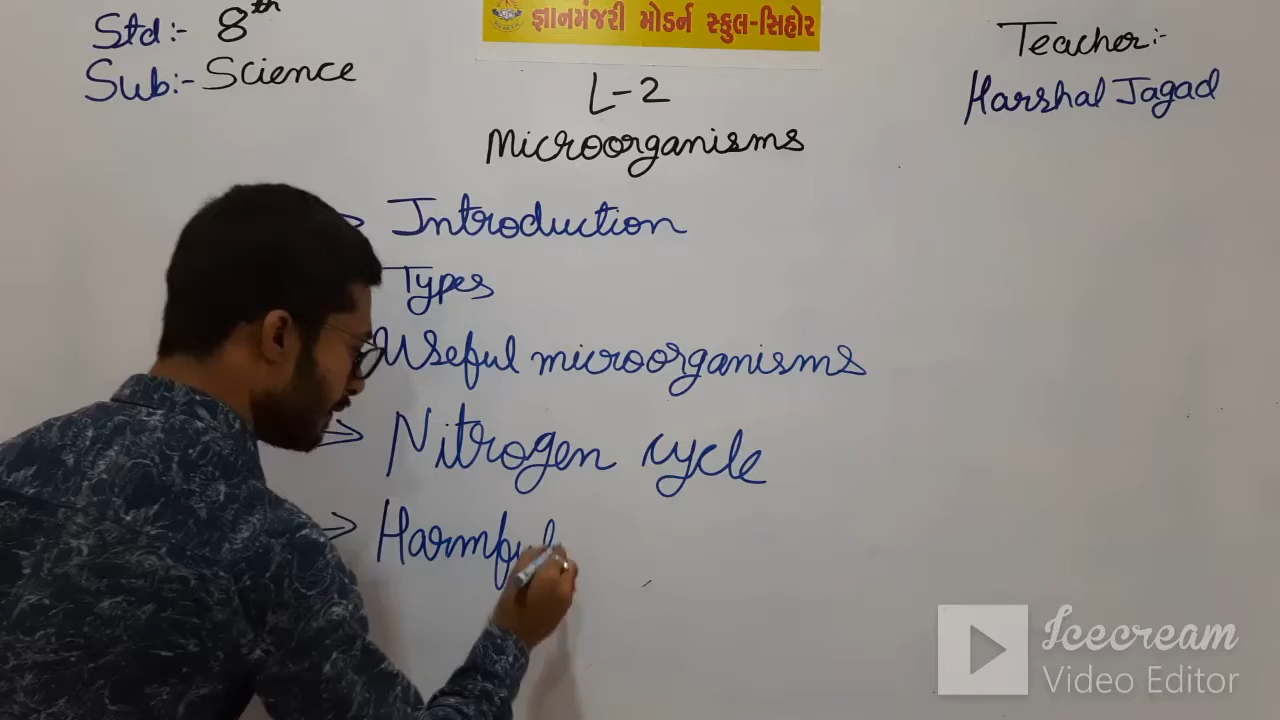 Std:- 8th
Sub:- Science
જ્ઞાનમંજરી મોડર્ન સ્કુલ-સિહોર
Teacher:-
Harshal Jagad
L-2
Microorganisms
→ Introduction
Types
Useful microorganisms
→ Nitrogen cycle
→ Harmful
Icecream
Video Editor